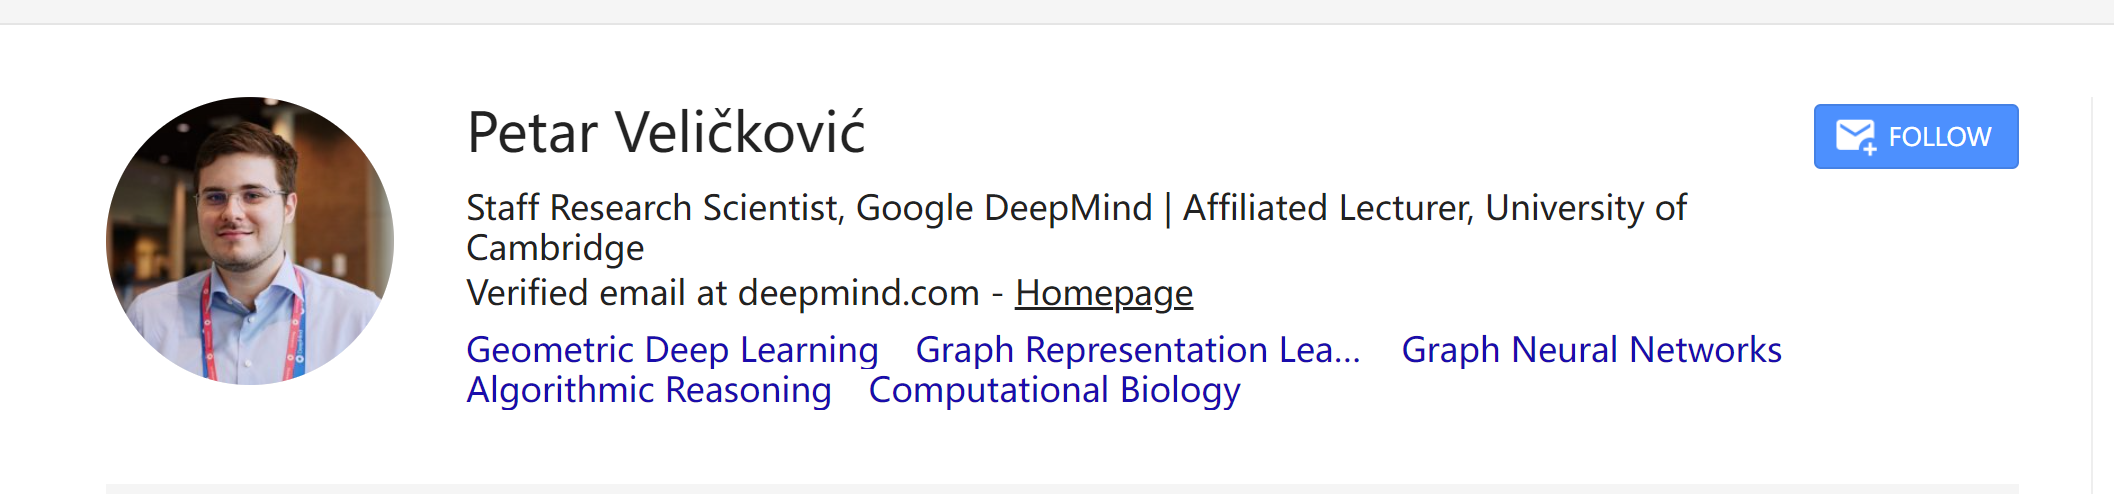 Petar Veličković
FOLLOW
Staff Research Scientist, Google DeepMind | Affiliated Lecturer, University of
Cambridge
Verified email at deepmind.com - Homepage
Geometric Deep Learning Graph Representation Lea... Graph Neural Networks
Algorithmic Reasoning Computational Biology